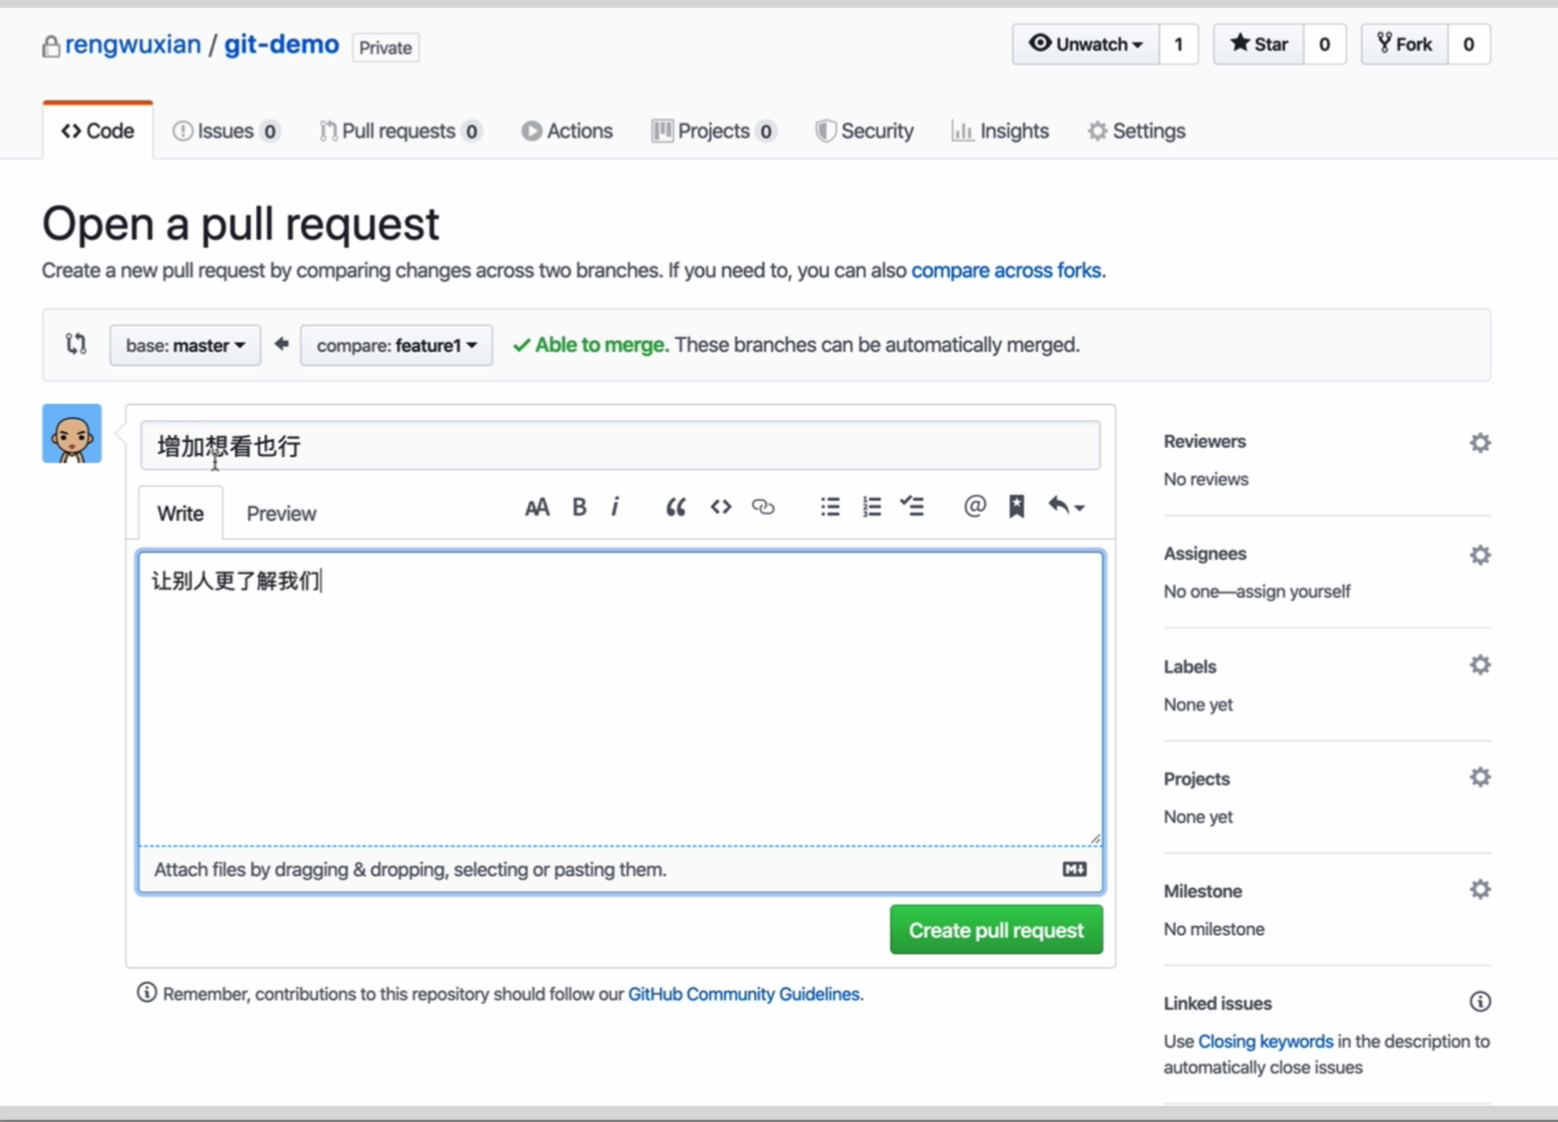 rengwuxian / git-demo Private
Unwatch 1 Star 0 Fork 0
Code Issues 0 Pull requests 0 Actions Projects 0 Security Insights Settings
Open a pull request
Create a new pull request by comparing changes across two branches. If you need to, you can also compare across forks.
base: master compare: feature1 Able to merge. These branches can be automatically merged.
增加想看也行
Write Preview AA B i @
让别人更了解我们
Attach files by dragging & dropping, selecting or pasting them.
Create pull request
Remember, contributions to this repository should follow our GitHub Community Guidelines.
Reviewers
No reviews
Assignees
No one—assign yourself
Labels
None yet
Projects
None yet
Milestone
No milestone
Linked issues
Use Closing keywords in the description to
automatically close issues